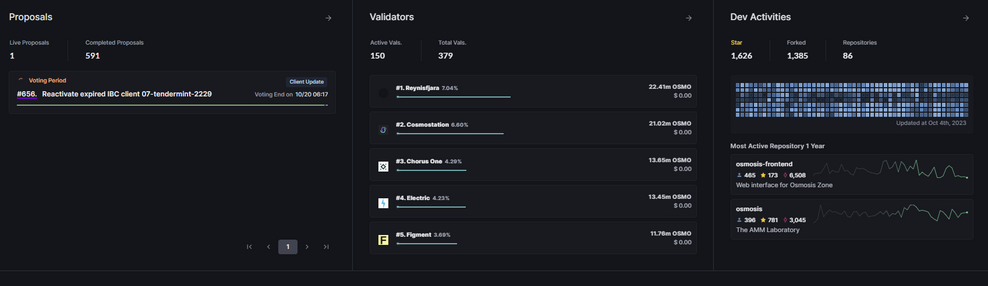 Proposals
Live Proposals
Completed Proposals
1
591
Voting Period
Client Update
#656. Reactivate expired IBC client 07-tendermint-2229
Voting End on 10/20 06:17
1
Validators
Active Vals.
Total Vals.
150
379
#1. Reynisfjara 7.04%
22.41m OSMO
$ 0.00
#2. Cosmostation 6.60%
21.02m OSMO
$ 0.00
#3. Chorus One 4.29%
13.65m OSMO
$ 0.00
#4. Electric 4.23%
13.45m OSMO
$ 0.00
#5. Figment 3.69%
11.76m OSMO
$ 0.00
Dev Activities
Star
Forked
Repositories
1,626
1,385
86
Updated at Oct 4th, 2023
Most Active Repository 1 Year
osmosis-frontend
465 173 6,508
Web interface for Osmosis Zone
osmosis
396 781 3,045
The AMM Laboratory